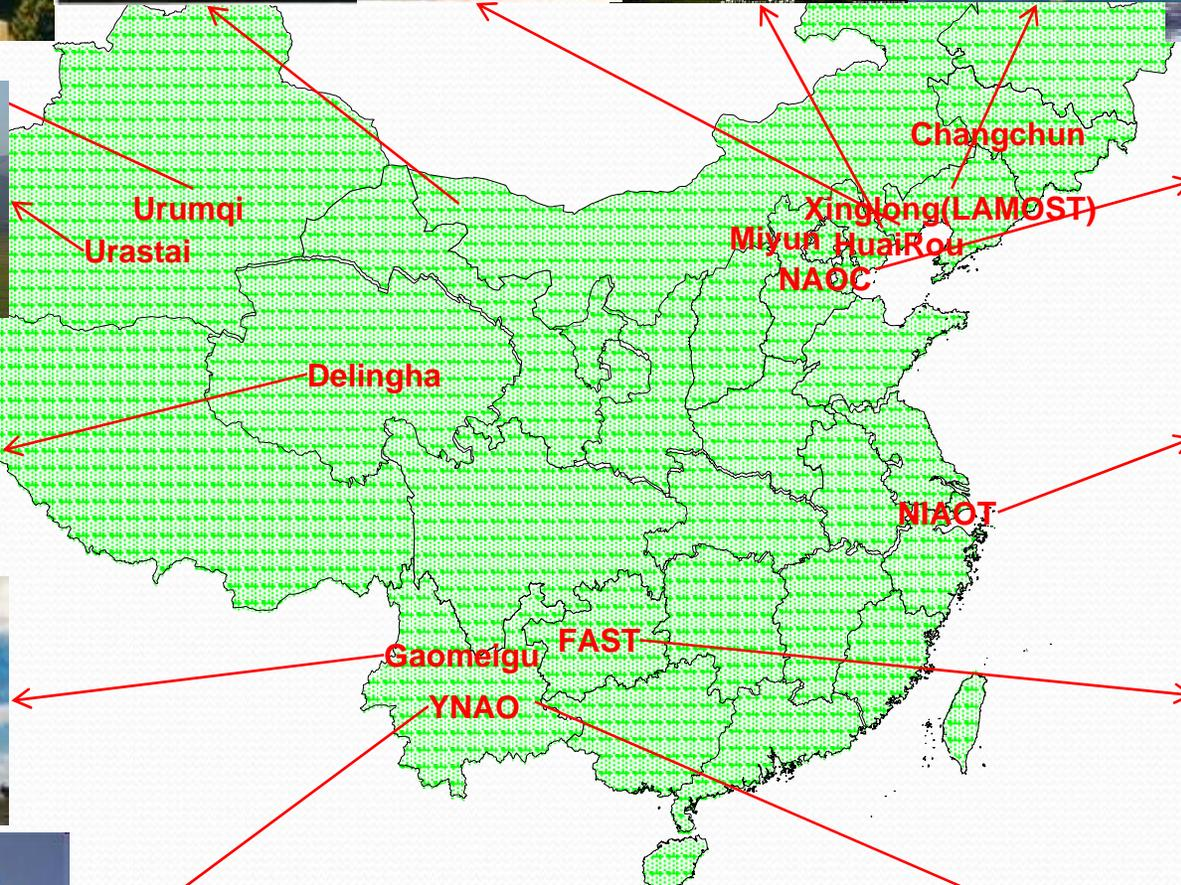 Changchun
Urumqi
Xinglong(LAMOST)
Urastai
Miyun HuaiRou
NAOC
Delingha
NIAOT
FAST
Gaomeigu
YNAO